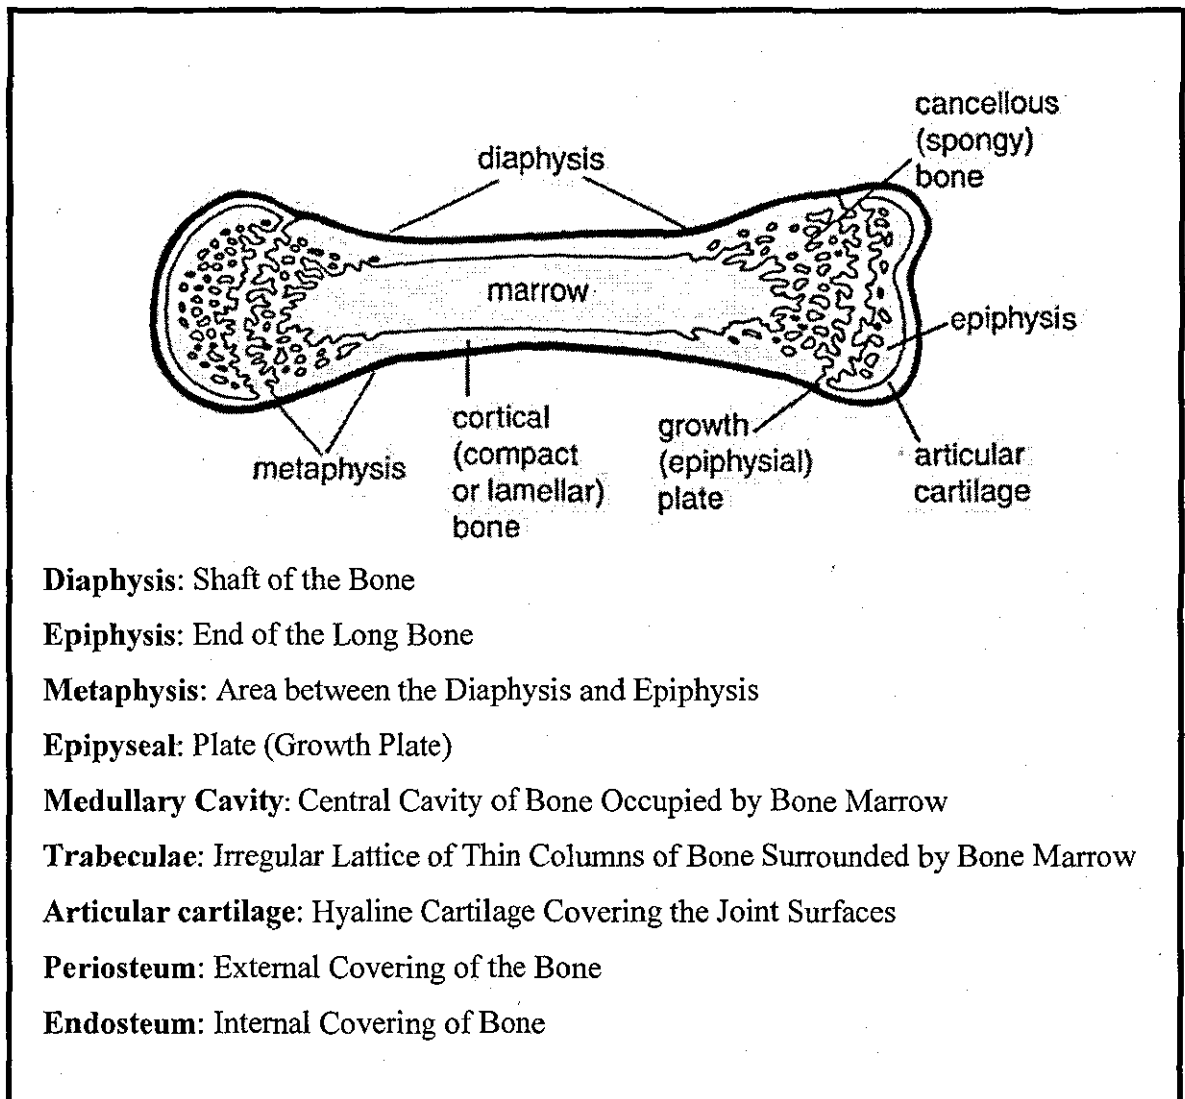 cancellous
(spongy)
bone
diaphysis
marrow
epiphysis
cortical
(compact
or lamellar)
bone
growth
(epiphysial)
plate
articular
cartilage
metaphysis
Diaphysis: Shaft of the Bone
Epiphysis: End of the Long Bone
Metaphysis: Area between the Diaphysis and Epiphysis
Epipyseal: Plate (Growth Plate)
Medullary Cavity: Central Cavity of Bone Occupied by Bone Marrow
Trabeculae: Irregular Lattice of Thin Columns of Bone Surrounded by Bone Marrow
Articular cartilage: Hyaline Cartilage Covering the Joint Surfaces
Periosteum: External Covering of the Bone
Endosteum: Internal Covering of Bone